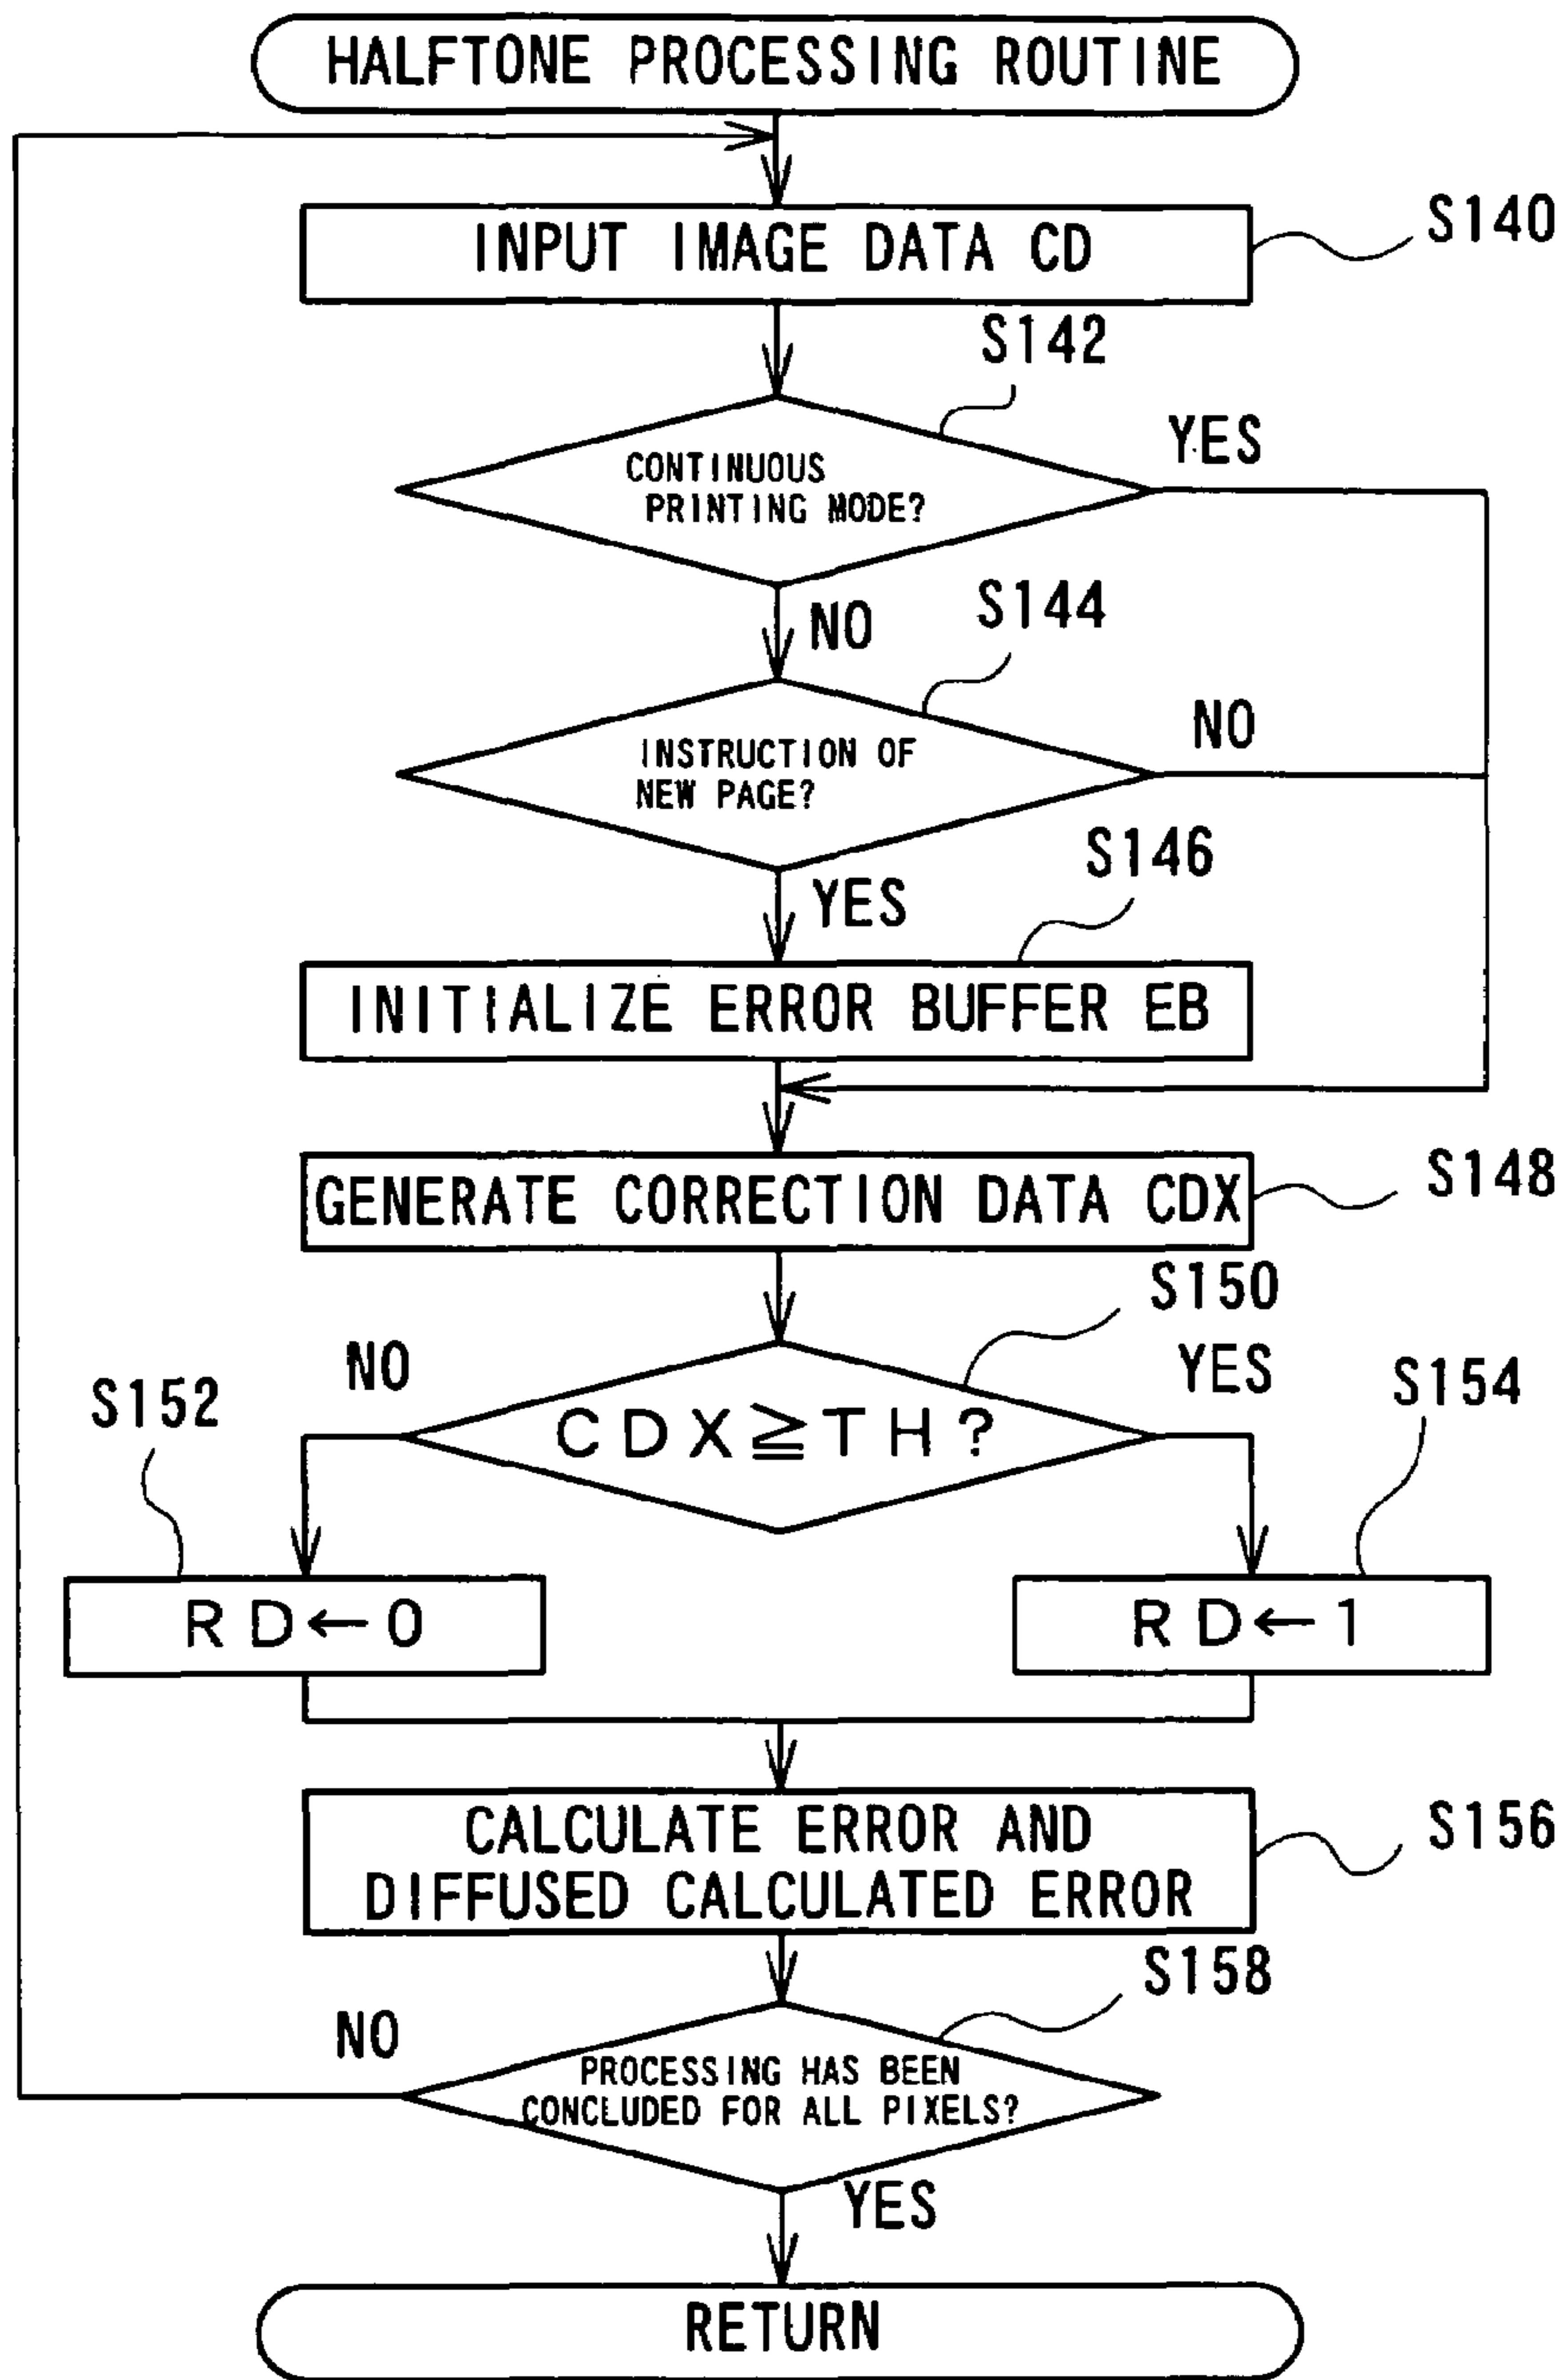 HALFTONE PROCESSING ROUTINE
INPUT IMAGE DATA CD
S140
S142
CONTINUOUS
PRINTING MODE?
YES
NO
S144
INSTRUCTION OF
NEW PAGE?
NO
YES
S146
INITIALIZE ERROR BUFFER EB
GENERATE CORRECTION DATA CDX
S148
S150
NO
YES
CDX≧TH?
S152
S154
RD←0
RD←1
CALCULATE ERROR AND
DIFFUSED CALCULATED ERROR
S156
S158
NO
PROCESSING HAS BEEN
CONCLUDED FOR ALL PIXELS?
YES
RETURN